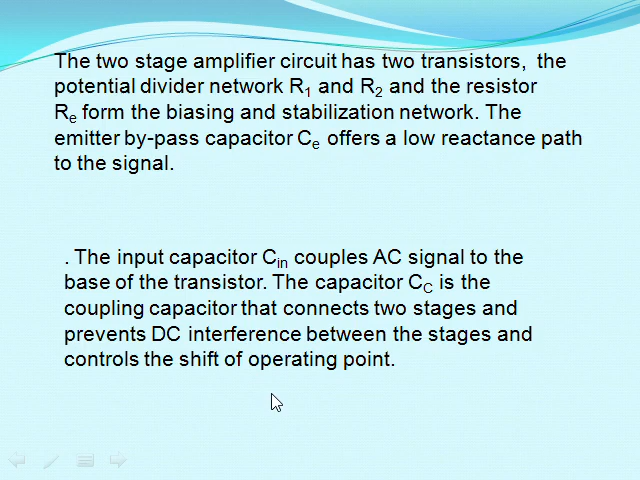 The two stage amplifier circuit has two transistors,  the
potential divider network R₁ and R₂ and the resistor
Rₑ form the biasing and stabilization network. The
emitter by-pass capacitor Cₑ offers a low reactance path
to the signal.
. The input capacitor Cin couples AC signal to the
base of the transistor. The capacitor CC is the
coupling capacitor that connects two stages and
prevents DC interference between the stages and
controls the shift of operating point.